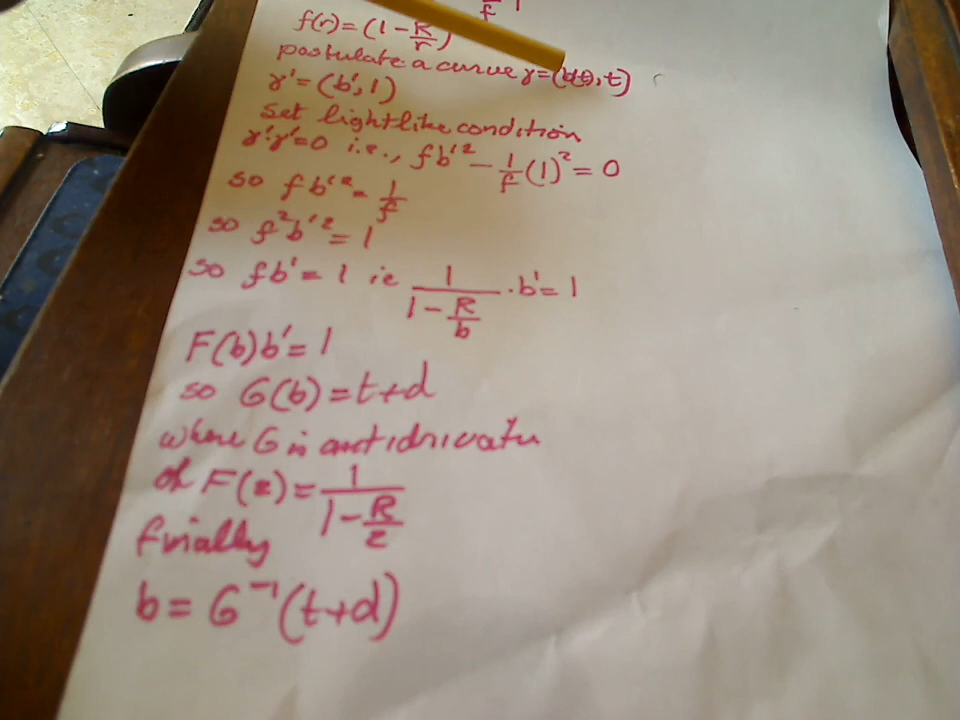 1/f 1
f(r) = (1 - R/r)
postulate a curve γ = (b(t), t)
γ' = (b', 1)
Set lightlike condition
γ'·γ' = 0 i.e., fb'² - 1/f (1)² = 0
so fb'² = 1/f
so f²b'² = 1
so fb' = 1 ie 1/(1 - R/b) · b' = 1
F(b)b' = 1
so G(b) = t+d
where G is
of F(z) = 1/(1 - R/z)
finally
b = G⁻¹(t+d)